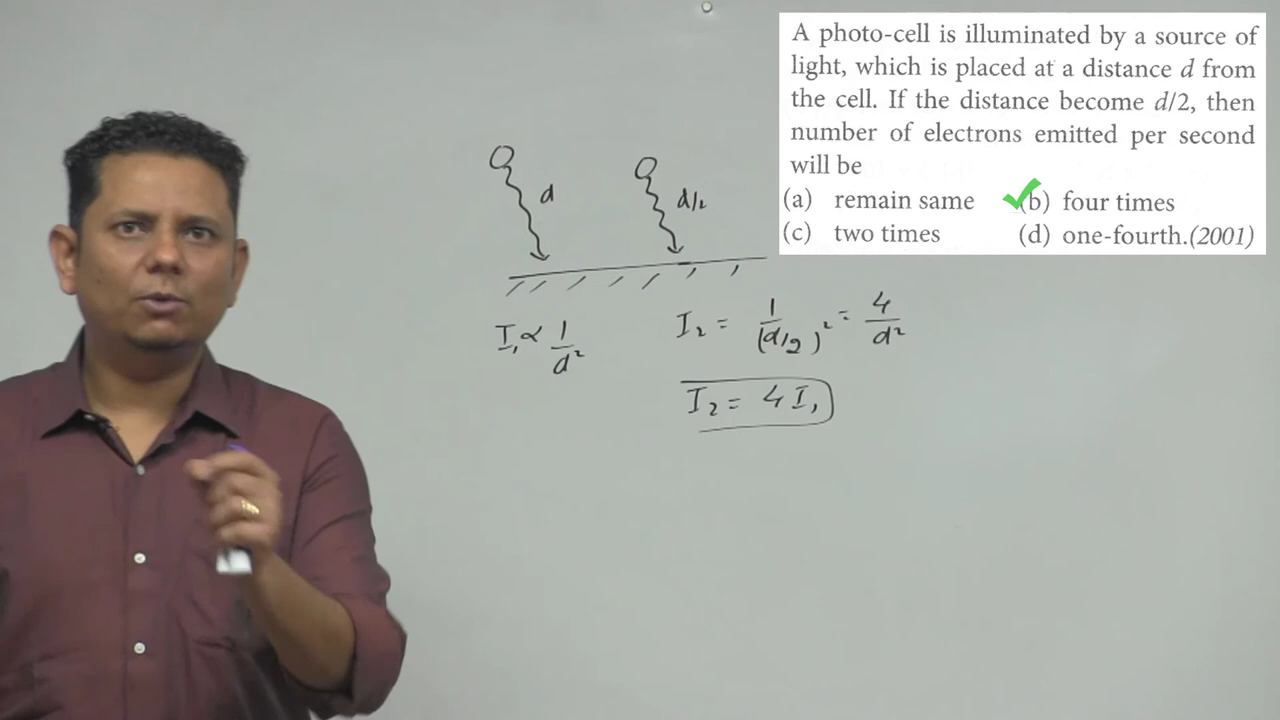 A photo-cell is illuminated by a source of
light, which is placed at a distance d from
the cell. If the distance become d/2, then
number of electrons emitted per second
will be
(a) remain same (b) four times
(c) two times (d) one-fourth.(2001)
d d/2
I₁ ∝ 1/d² I₂ = 1/(d/2)² = 4/d²
I₂ = 4I₁